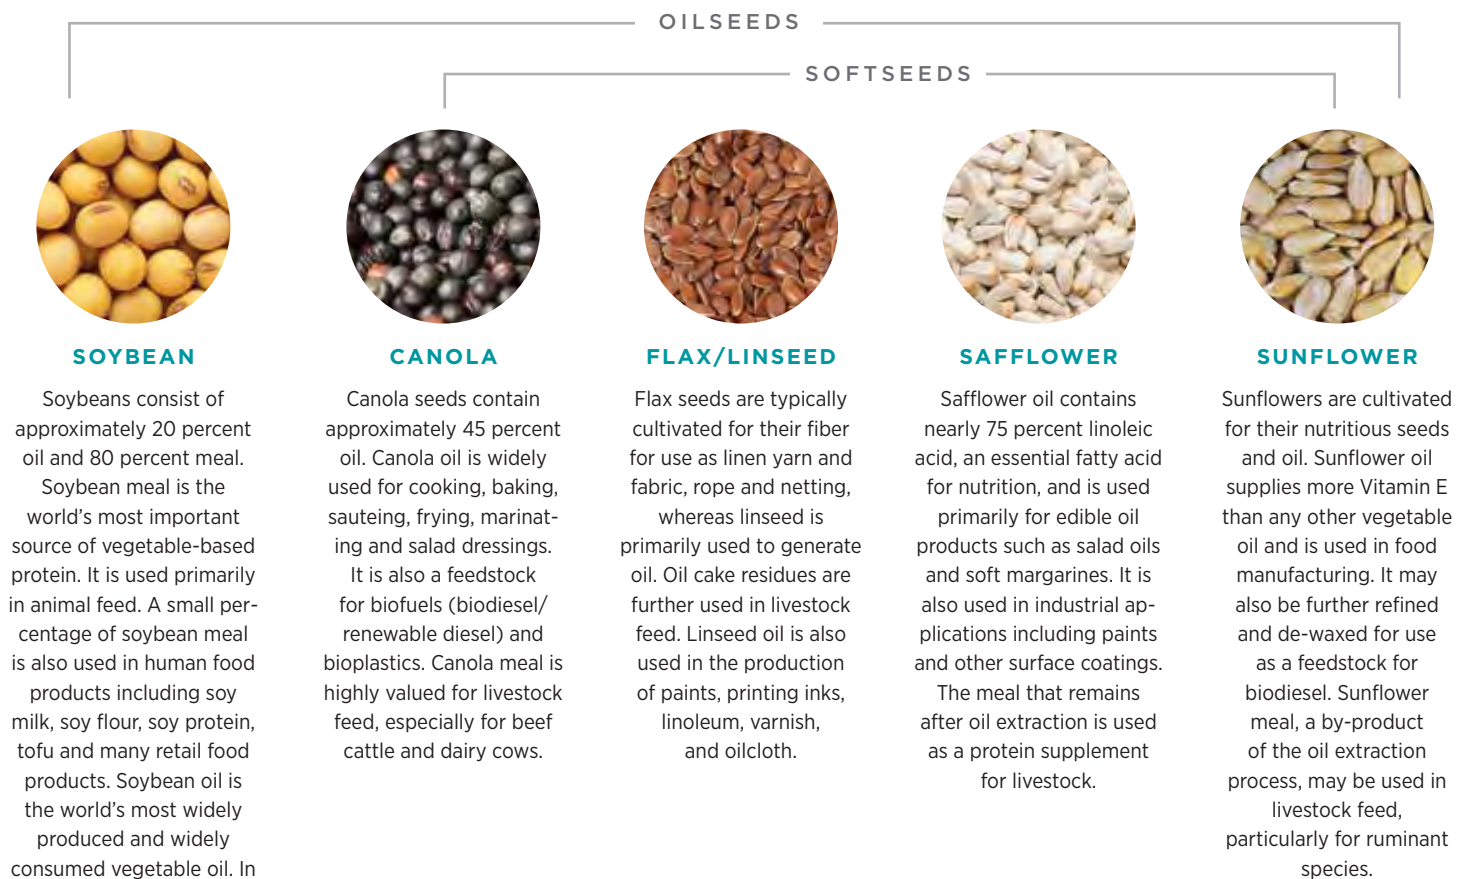 OILSEEDS
SOFTSEEDS
SOYBEAN
Soybeans consist of
approximately 20 percent
oil and 80 percent meal.
Soybean meal is the
world's most important
source of vegetable-based
protein. It is used primarily
in animal feed. A small per-
centage of soybean meal
is also used in human food
products including soy
milk, soy flour, soy protein,
tofu and many retail food
products. Soybean oil is
the world's most widely
produced and widely
consumed vegetable oil. In
CANOLA
Canola seeds contain
approximately 45 percent
oil. Canola oil is widely
used for cooking, baking,
sauteing, frying, marinat-
ing and salad dressings.
It is also a feedstock
for biofuels (biodiesel/
renewable diesel) and
bioplastics. Canola meal is
highly valued for livestock
feed, especially for beef
cattle and dairy cows.
FLAX/LINSEED
Flax seeds are typically
cultivated for their fiber
for use as linen yarn and
fabric, rope and netting,
whereas linseed is
primarily used to generate
oil. Oil cake residues are
further used in livestock
feed. Linseed oil is also
used in the production
of paints, printing inks,
linoleum, varnish,
and oilcloth.
SAFFLOWER
Safflower oil contains
nearly 75 percent linoleic
acid, an essential fatty acid
for nutrition, and is used
primarily for edible oil
products such as salad oils
and soft margarines. It is
also used in industrial ap-
plications including paints
and other surface coatings.
The meal that remains
after oil extraction is used
as a protein supplement
for livestock.
SUNFLOWER
Sunflowers are cultivated
for their nutritious seeds
and oil. Sunflower oil
supplies more Vitamin E
than any other vegetable
oil and is used in food
manufacturing. It may
also be further refined
and de-waxed for use
as a feedstock for
biodiesel. Sunflower
meal, a by-product
of the oil extraction
process, may be used in
livestock feed,
particularly for ruminant
species.